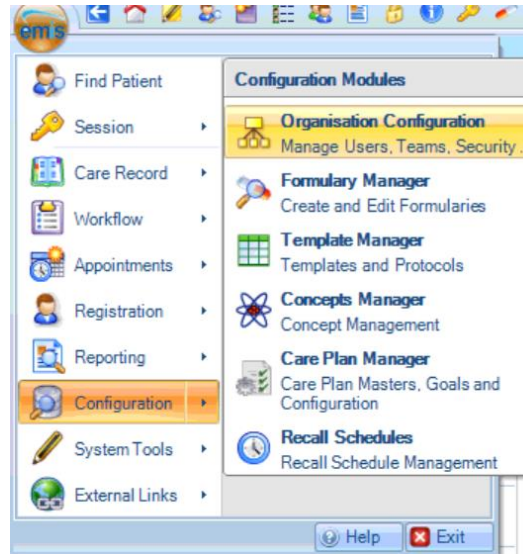 emis
Find Patient
Session
Care Record
Workflow
Appointments
Registration
Reporting
Configuration
System Tools
External Links
Configuration Modules
Organisation Configuration
Manage Users, Teams, Security .
Formulary Manager
Create and Edit Formularies
Template Manager
Templates and Protocols
Concepts Manager
Concept Management
Care Plan Manager
Care Plan Masters, Goals and
Configuration
Recall Schedules
Recall Schedule Management
Help
Exit